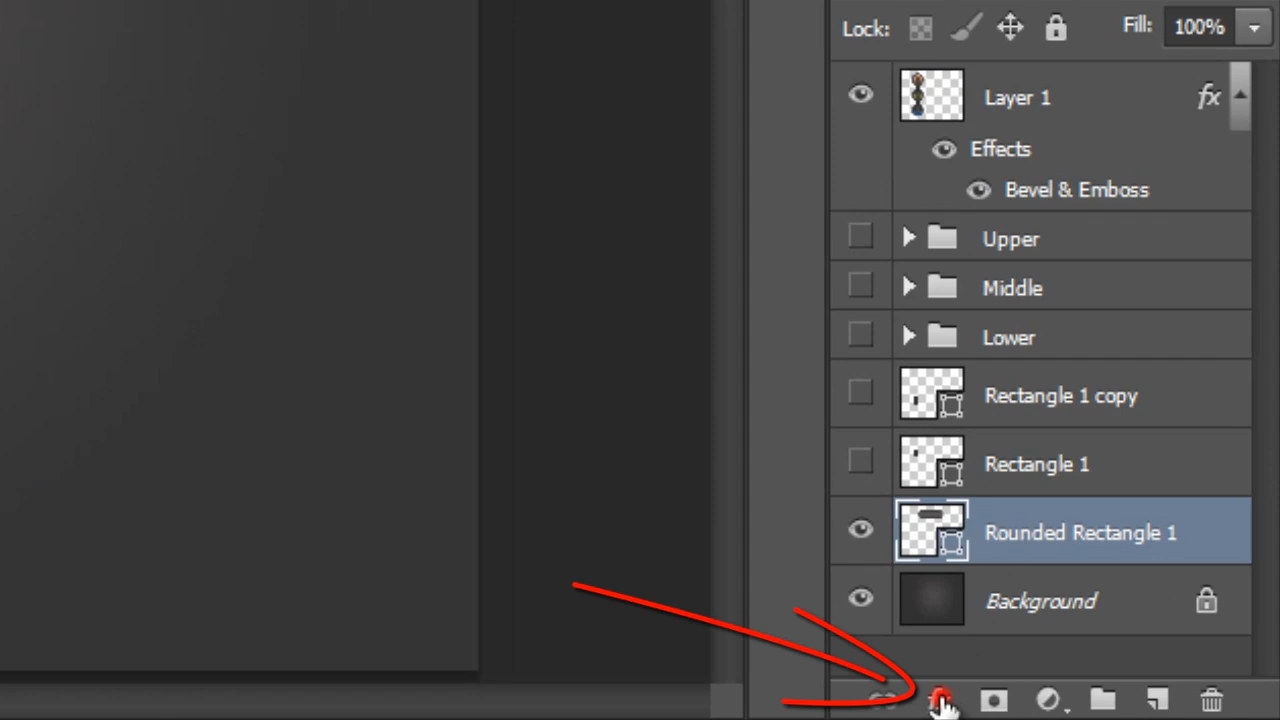 Lock:
Fill: 100%
Layer 1 fx
Effects
Bevel & Emboss
Upper
Middle
Lower
Rectangle 1 copy
Rectangle 1
Rounded Rectangle 1
Background